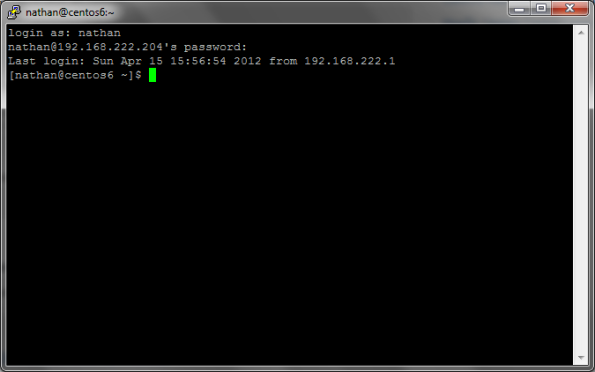 nathan@centos6:~
login as: nathan
nathan@192.168.222.204's password:
Last login: Sun Apr 15 15:56:54 2012 from 192.168.222.1
[nathan@centos6 ~]$